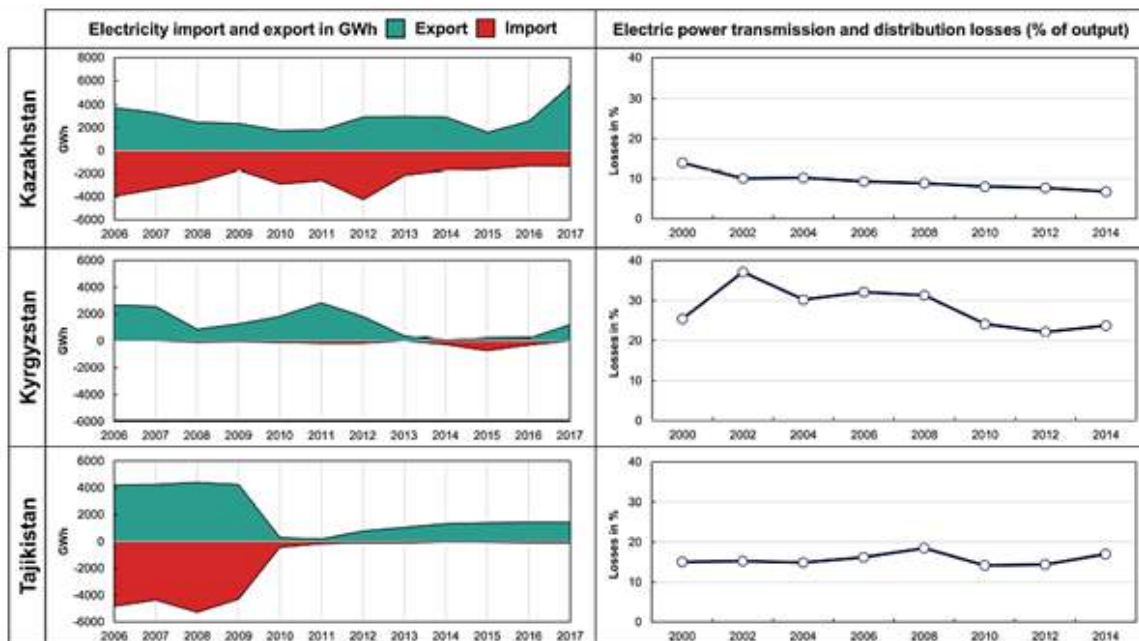 Electricity import and export in GWh Export Import
Electric power transmission and distribution losses (% of output)
Kazakhstan
GWh
8000
6000
4000
2000
0
-2000
-4000
-6000
2006 2007 2008 2009 2010 2011 2012 2013 2014 2015 2016 2017
Losses in %
40
30
20
10
0
2000 2002 2004 2006 2008 2010 2012 2014
Kyrgyzstan
GWh
6000
4000
2000
0
-2000
-4000
-6000
2006 2007 2008 2009 2010 2011 2012 2013 2014 2015 2016 2017
Losses in %
40
30
20
10
0
2000 2002 2004 2006 2008 2010 2012 2014
Tajikistan
GWh
6000
4000
2000
0
-2000
-4000
-6000
2006 2007 2008 2009 2010 2011 2012 2013 2014 2015 2016 2017
Losses in %
40
30
20
10
0
2000 2002 2004 2006 2008 2010 2012 2014